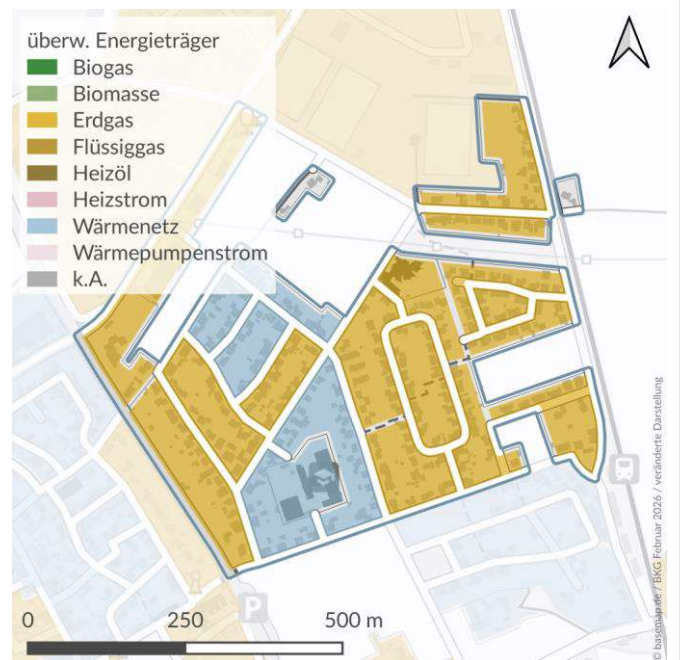 überw. Energieträger
Biogas
Biomasse
Erdgas
Flüssiggas
Heizöl
Heizstrom
Wärmenetz
Wärmepumpenstrom
k.A.
P
0 250 500 m
© basemap.de / BKG Februar 2026 / veränderte Darstellung